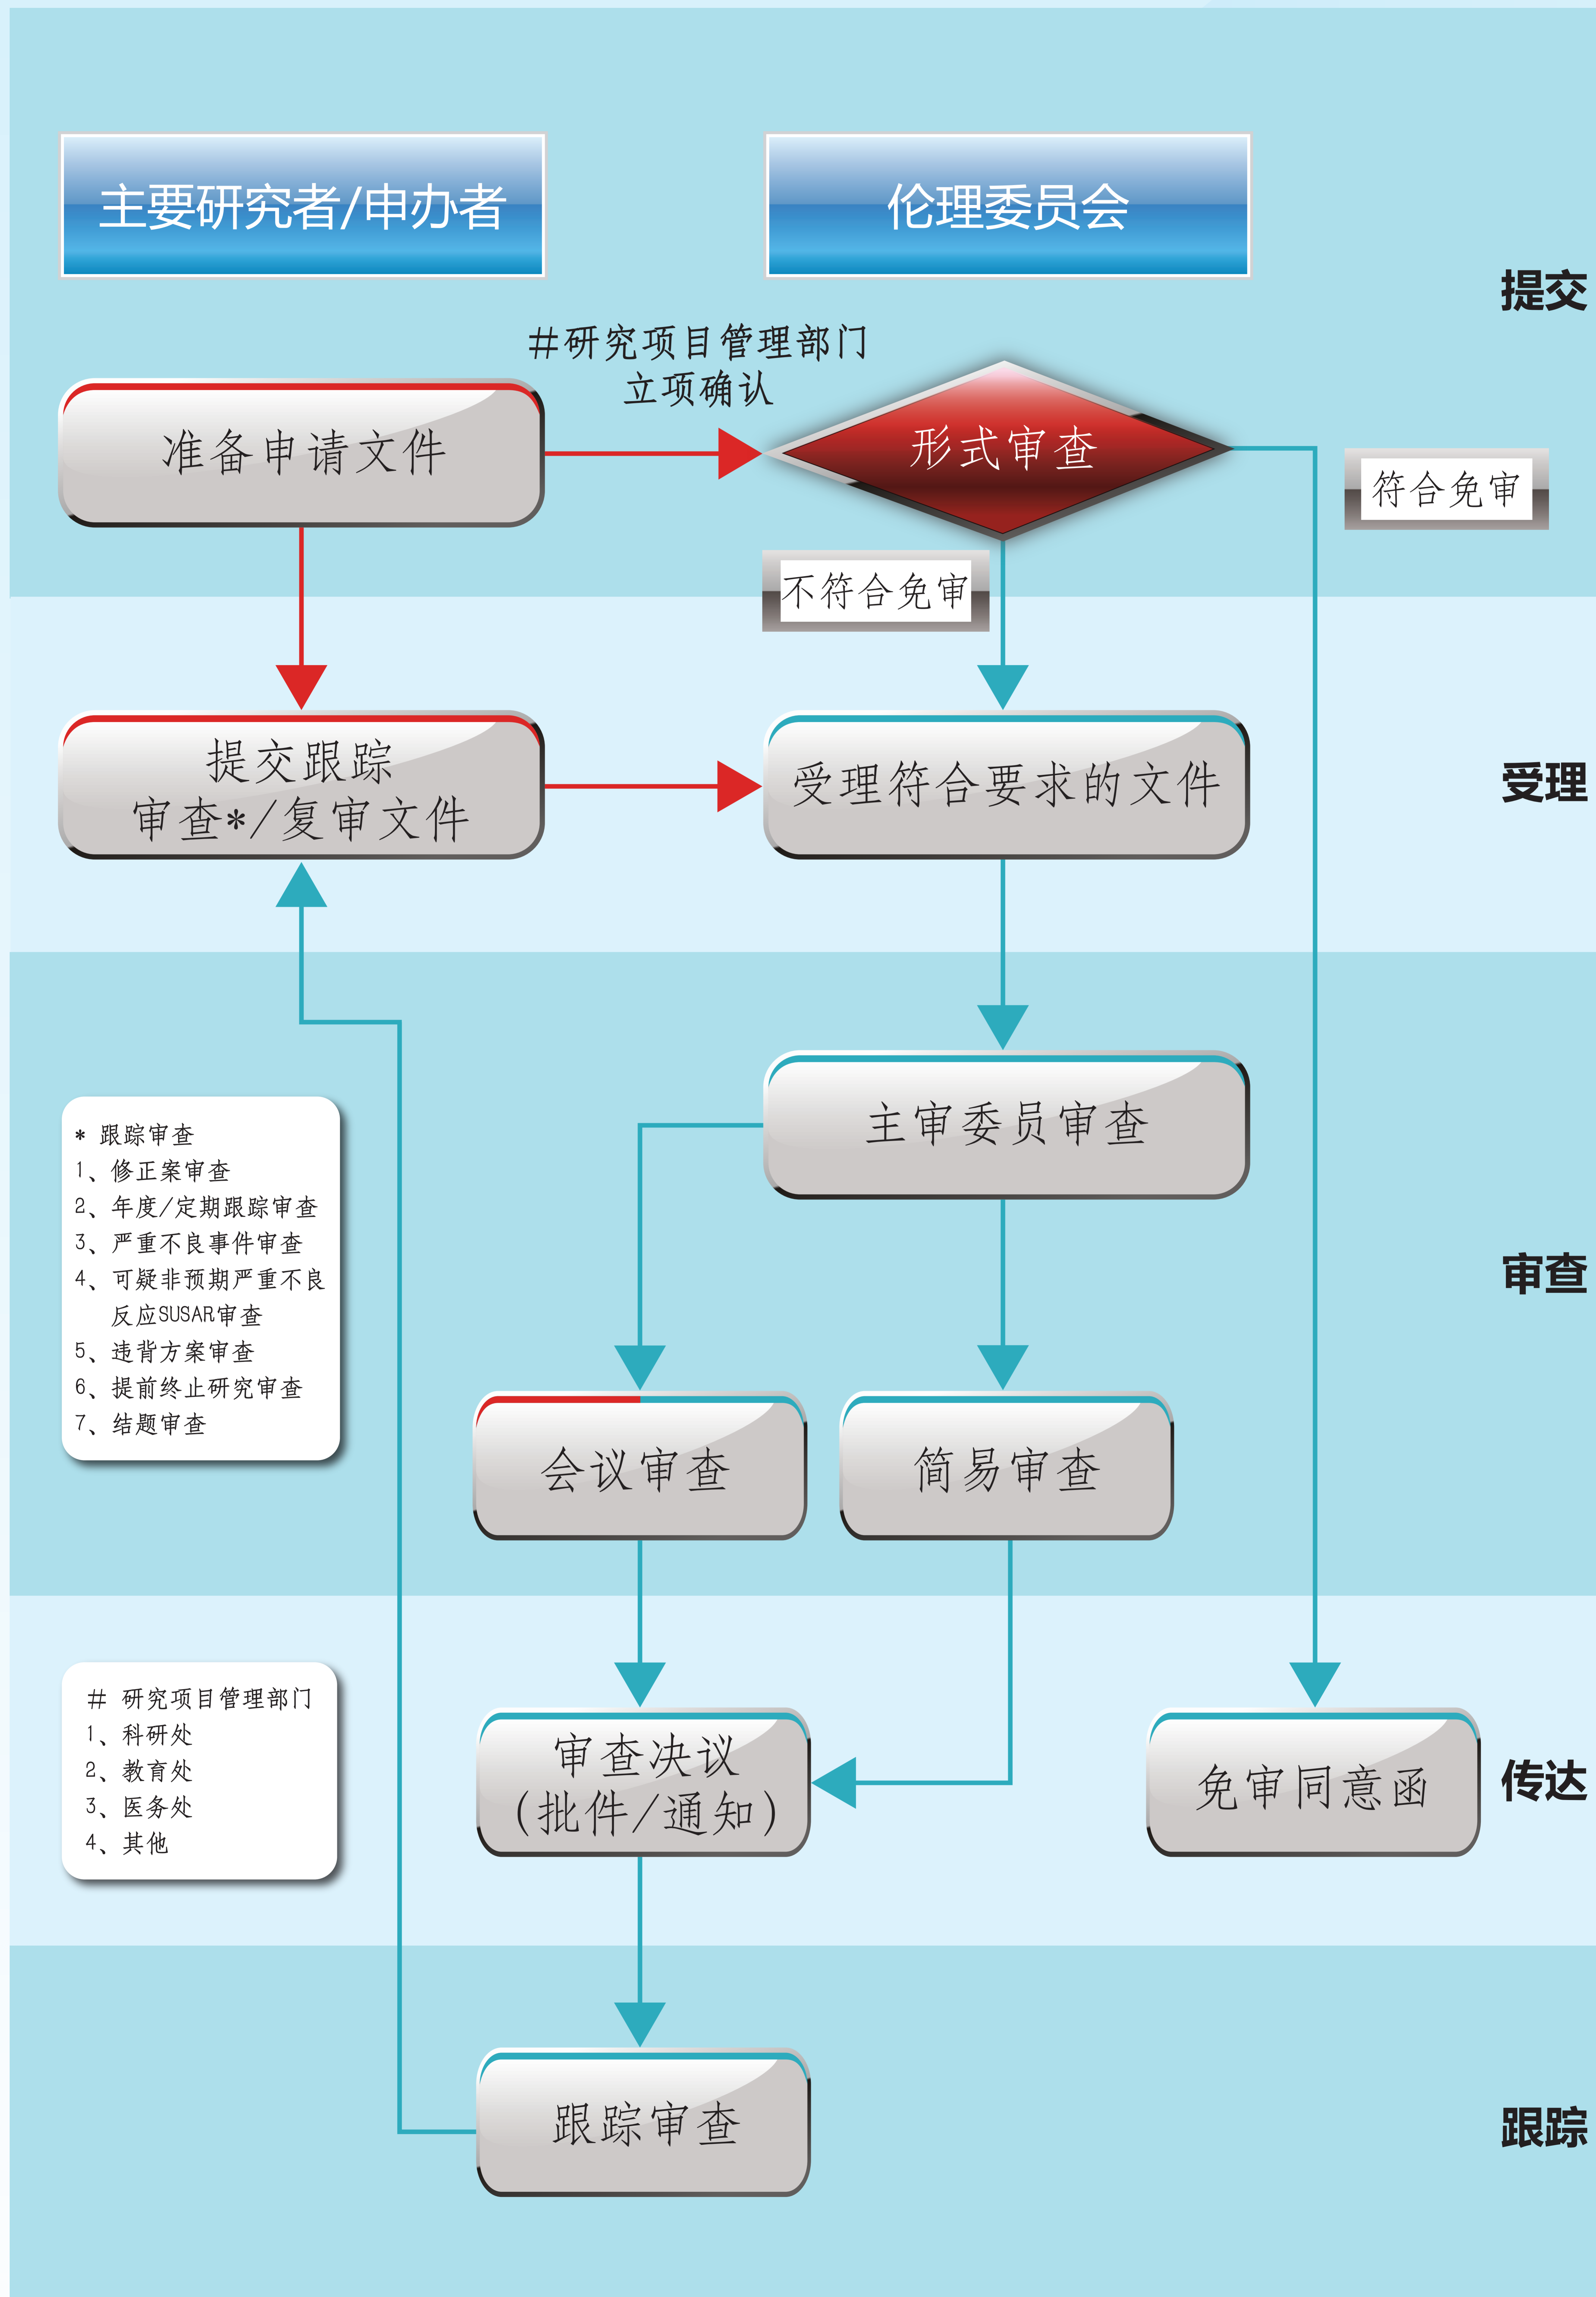 主要研究者/申办者
伦理委员会
提交
#研究项目管理部门
立项确认
准备申请文件
形式审查
符合免审
不符合免审
提交跟踪
审查*/复审文件
受理符合要求的文件
受理
主审委员审查
* 跟踪审查
1、修正案审查
2、年度/定期跟踪审查
3、严重不良事件审查
4、可疑非预期严重不良
反应SUSAR审查
5、违背方案审查
6、提前终止研究审查
7、结题审查
审查
会议审查
简易审查
# 研究项目管理部门
1、科研处
2、教育处
3、医务处
4、其他
审查决议
(批件/通知)
免审同意函
传达
跟踪审查
跟踪